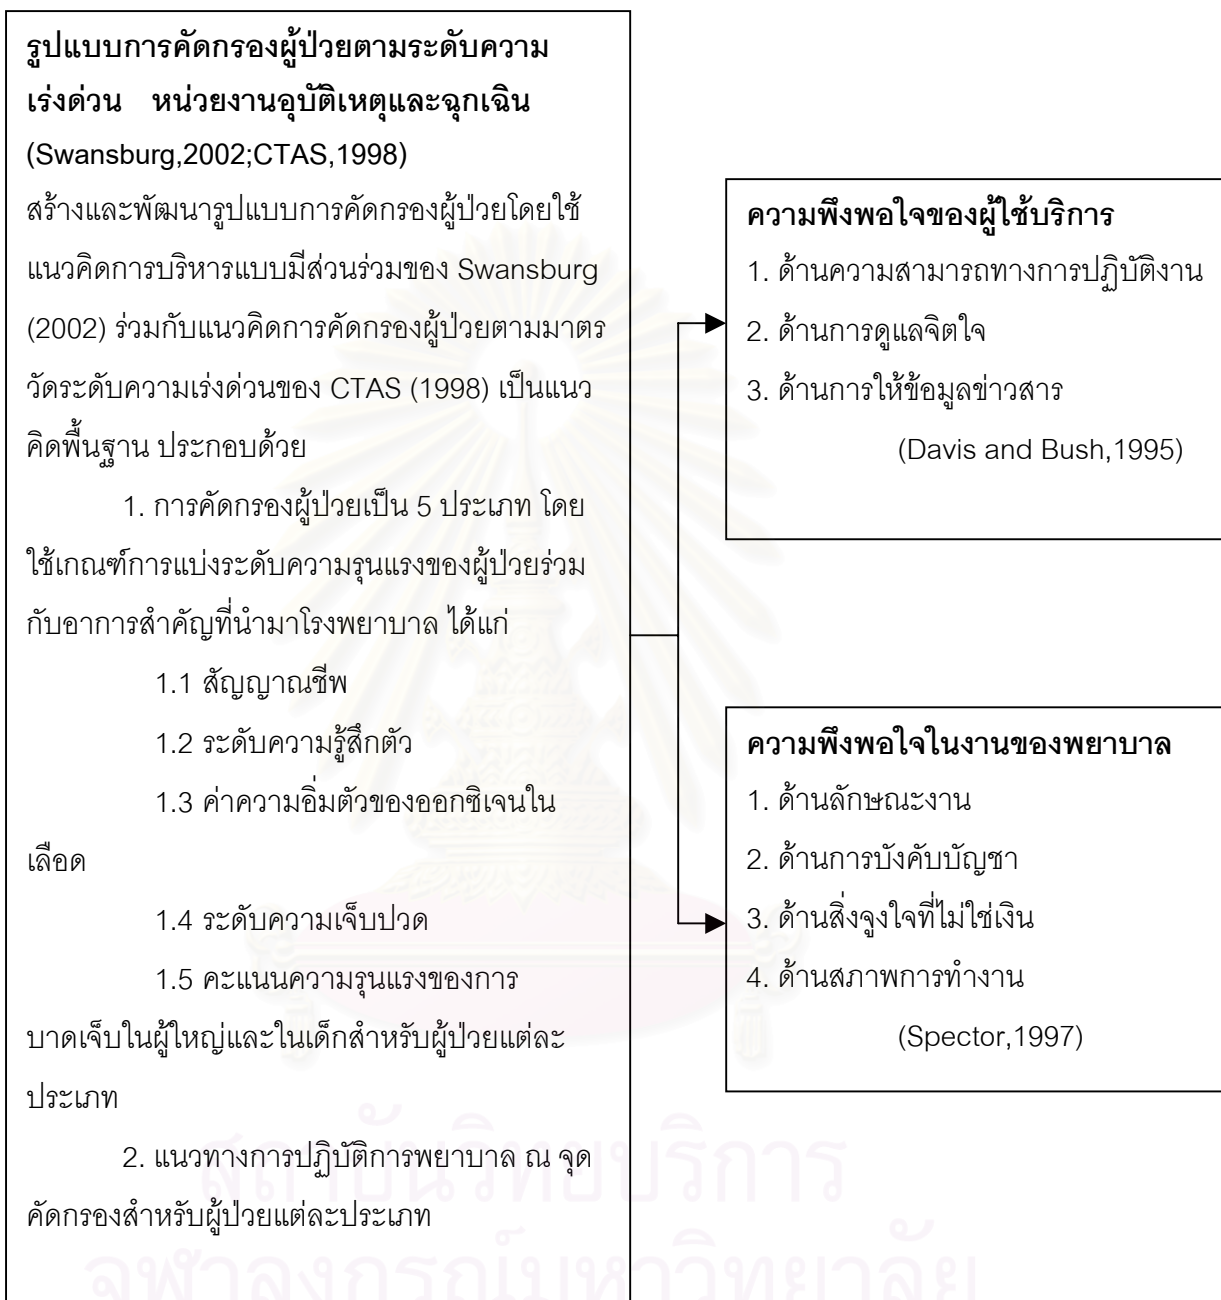 รูปแบบการคัดกรองผู้ป่วยตามระดับความ
เร่งด่วน หน่วยงานอุบัติเหตุและฉุกเฉิน
(Swansburg,2002;CTAS,1998)
สร้างและพัฒนารูปแบบการคัดกรองผู้ป่วยโดยใช้
แนวคิดการบริหารแบบมีส่วนร่วมของ Swansburg
(2002) ร่วมกับแนวคิดการคัดกรองผู้ป่วยตามมาตร
วัดระดับความเร่งด่วนของ CTAS (1998) เป็นแนว
คิดพื้นฐาน ประกอบด้วย
1. การคัดกรองผู้ป่วยเป็น 5 ประเภท โดย
ใช้เกณฑ์การแบ่งระดับความรุนแรงของผู้ป่วยร่วม
กับอาการสำคัญที่นำมาโรงพยาบาล ได้แก่
1.1 สัญญาณชีพ
1.2 ระดับความรู้สึกตัว
1.3 ค่าความอิ่มตัวของออกซิเจนใน
เลือด
1.4 ระดับความเจ็บปวด
1.5 คะแนนความรุนแรงของการ
บาดเจ็บในผู้ใหญ่และในเด็กสำหรับผู้ป่วยแต่ละ
ประเภท
2. แนวทางการปฏิบัติการพยาบาล ณ จุด
คัดกรองสำหรับผู้ป่วยแต่ละประเภท
ความพึงพอใจของผู้ใช้บริการ
1. ด้านความสามารถทางการปฏิบัติงาน
2. ด้านการดูแลจิตใจ
3. ด้านการให้ข้อมูลข่าวสาร
(Davis and Bush,1995)
ความพึงพอใจในงานของพยาบาล
1. ด้านลักษณะงาน
2. ด้านการบังคับบัญชา
3. ด้านสิ่งจูงใจที่ไม่ใช่เงิน
4. ด้านสภาพการทำงาน
(Spector,1997)
สถาบันวิทยบริการ
จุฬาลงกรณ์มหาวิทยาลัย